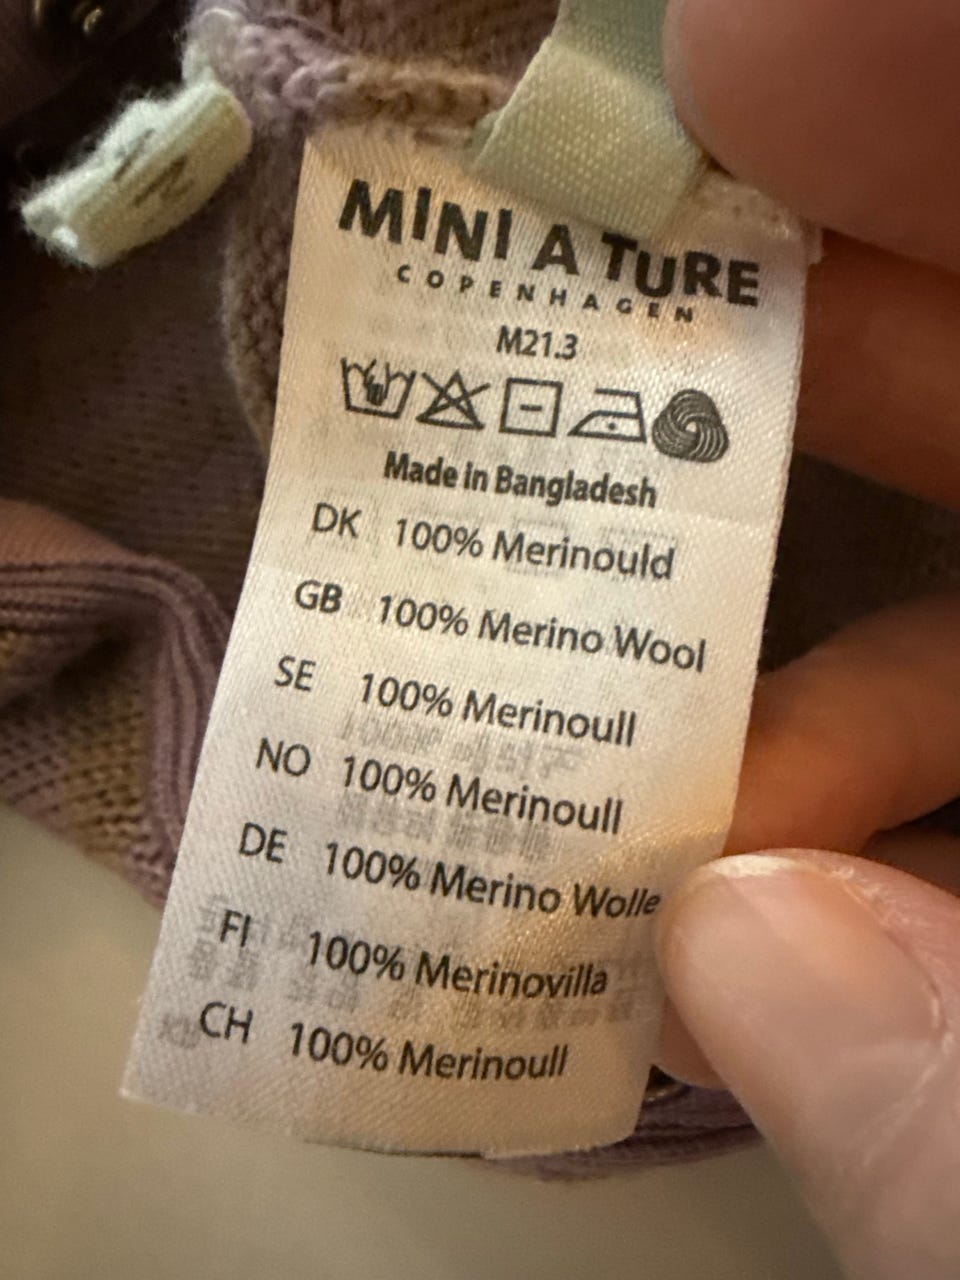 MINI A TURE
COPENHAGEN
M21.3
Made in Bangladesh
DK 100% Merinould
GB 100% Merino Wool
SE 100% Merinoull
NO 100% Merinoull
DE 100% Merino Wolle
FI 100% Merinovilla
CH 100% Merinoull